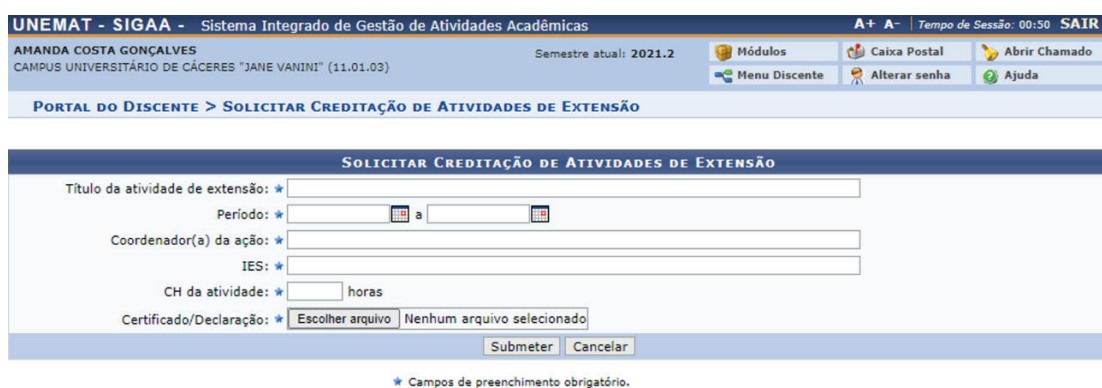 UNEMAT - SIGAA - Sistema Integrado de Gestão de Atividades Acadêmicas A+ A- | Tempo de Sessão: 00:50 SAIR
AMANDA COSTA GONÇALVES Semestre atual: 2021.2 Módulos Caixa Postal Abrir Chamado
CAMPUS UNIVERSITÁRIO DE CÁCERES "JANE VANINI" (11.01.03) Menu Discente Alterar senha Ajuda
PORTAL DO DISCENTE > SOLICITAR CREDITAÇÃO DE ATIVIDADES DE EXTENSÃO
SOLICITAR CREDITAÇÃO DE ATIVIDADES DE EXTENSÃO
Título da atividade de extensão: ★
Período: ★ a
Coordenador(a) da ação: ★
IES: ★
CH da atividade: ★ horas
Certificado/Declaração: ★ Escolher arquivo Nenhum arquivo selecionado
Submeter Cancelar
★ Campos de preenchimento obrigatório.